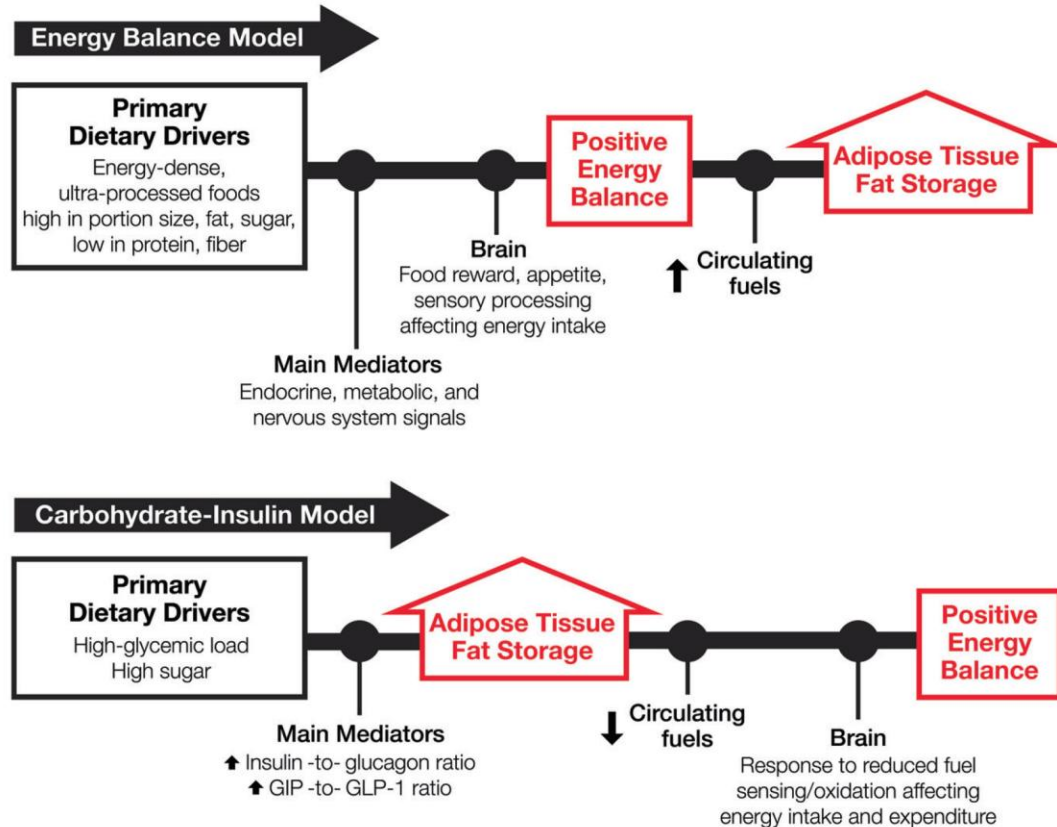 Energy Balance Model
Primary
Dietary Drivers
Energy-dense,
ultra-processed foods
high in portion size, fat, sugar,
low in protein, fiber
Main Mediators
Endocrine, metabolic, and
nervous system signals
Brain
Food reward, appetite,
sensory processing
affecting energy intake
Positive
Energy
Balance
Circulating
fuels
Adipose Tissue
Fat Storage
Carbohydrate-Insulin Model
Primary
Dietary Drivers
High-glycemic load
High sugar
Main Mediators
Insulin -to- glucagon ratio
GIP -to- GLP-1 ratio
Adipose Tissue
Fat Storage
Circulating
fuels
Brain
Response to reduced fuel
sensing/oxidation affecting
energy intake and expenditure
Positive
Energy
Balance